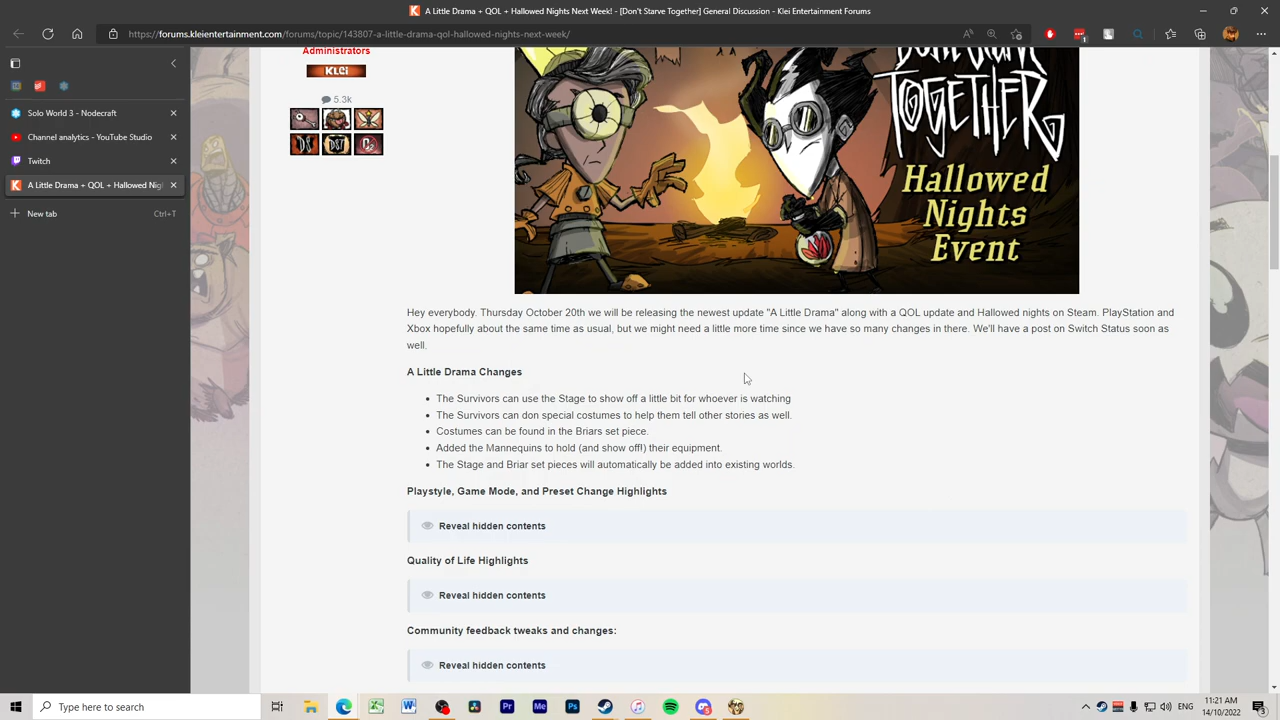 A Little Drama + QOL + Hallowed Nights Next Week! - [Don't Starve Together] General Discussion - Klei Entertainment Forums
https://forums.kleientertainment.com/forums/topic/143807-a-little-drama-qol-hallowed-nights-next-week/
Administrators
KLEi
5.3k
Solo World 3 - Nodecraft
Channel analytics - YouTube Studio
Twitch
A Little Drama + QOL + Hallowed Nig
New tab
Ctrl+T
TOGETHER
Hallowed
Nights
Event
Hey everybody. Thursday October 20th we will be releasing the newest update "A Little Drama" along with a QOL update and Hallowed nights on Steam. PlayStation and
Xbox hopefully about the same time as usual, but we might need a little more time since we have so many changes in there. We'll have a post on Switch Status soon as
well.
A Little Drama Changes
The Survivors can use the Stage to show off a little bit for whoever is watching
The Survivors can don special costumes to help them tell other stories as well.
Costumes can be found in the Briars set piece.
Added the Mannequins to hold (and show off!) their equipment.
The Stage and Briar set pieces will automatically be added into existing worlds.
Playstyle, Game Mode, and Preset Change Highlights
Reveal hidden contents
Quality of Life Highlights
Reveal hidden contents
Community feedback tweaks and changes:
Reveal hidden contents
Type here to search
ENG
11:21 AM
14/10/2022